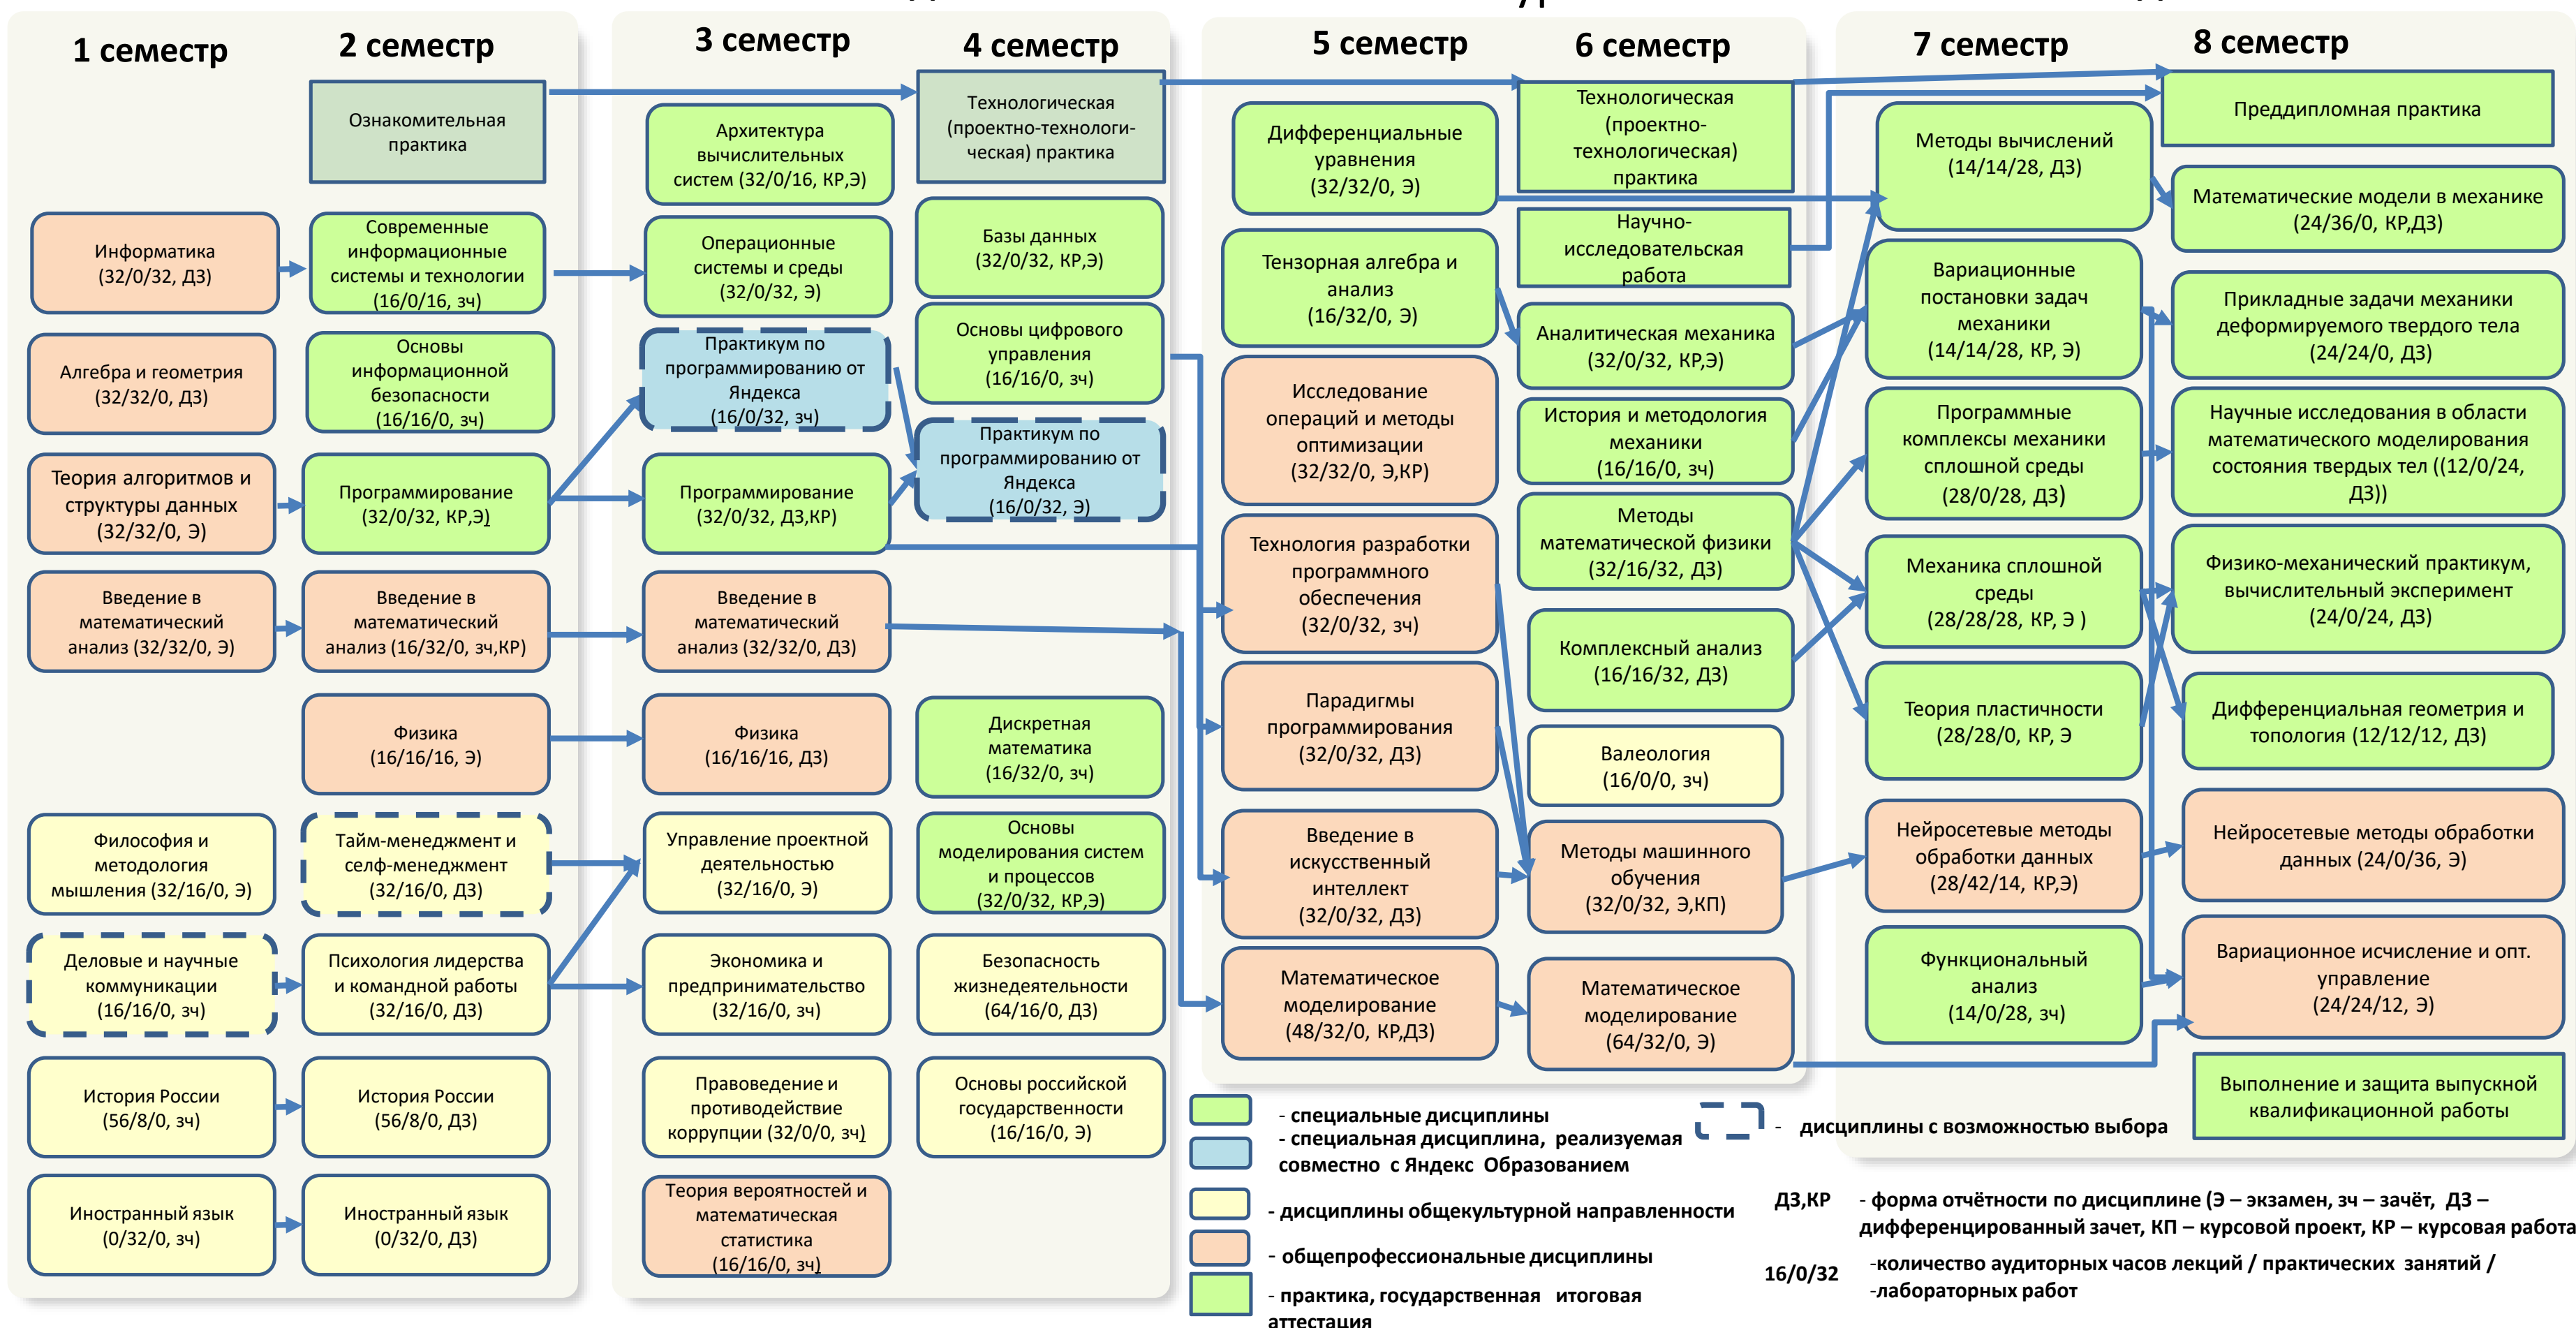 1 семестр
2 семестр
3 семестр
4 семестр
5 семестр
6 семестр
7 семестр
8 семестр
Информатика
(32/0/32, ДЗ)
Алгебра и геометрия
(32/32/0, ДЗ)
Теория алгоритмов и
структуры данных
(32/32/0, Э)
Введение в
математический
анализ (32/32/0, Э)
Философия и
методология
мышления (32/16/0, Э)
Деловые и научные
коммуникации
(16/16/0, зч)
История России
(56/8/0, зч)
Иностранный язык
(0/32/0, зч)
Ознакомительная
практика
Современные
информационные
системы и технологии
(16/0/16, зч)
Основы
информационной
безопасности
(16/16/0, зч)
Программирование
(32/0/32, КР,Э)
Введение в
математический
анализ (16/32/0, зч,КР)
Физика
(16/16/16, Э)
Тайм-менеджмент и
селф-менеджмент
(32/16/0, ДЗ)
Психология лидерства
и командной работы
(32/16/0, ДЗ)
История России
(56/8/0, ДЗ)
Иностранный язык
(0/32/0, ДЗ)
Архитектура
вычислительных
систем (32/0/16, КР,Э)
Операционные
системы и среды
(32/0/32, Э)
Практикум по
программированию от
Яндекса
(16/0/32, зч)
Программирование
(32/0/32, ДЗ,КР)
Введение в
математический
анализ (32/32/0, ДЗ)
Физика
(16/16/16, ДЗ)
Управление проектной
деятельностью
(32/16/0, Э)
Экономика и
предпринимательство
(32/16/0, зч)
Правоведение и
противодействие
коррупции (32/0/0, зч)
Теория вероятностей и
математическая
статистика
(16/16/0, зч)
Технологическая
(проектно-технологи-
ческая) практика
Базы данных
(32/0/32, КР,Э)
Основы цифрового
управления
(16/16/0, зч)
Практикум по
программированию от
Яндекса
(16/0/32, Э)
Дискретная
математика
(16/32/0, зч)
Основы
моделирования систем
и процессов
(32/0/32, КР,Э)
Безопасность
жизнедеятельности
(64/16/0, ДЗ)
Основы российской
государственности
(16/16/0, Э)
Дифференциальные
уравнения
(32/32/0, Э)
Тензорная алгебра и
анализ
(16/32/0, Э)
Исследование
операций и методы
оптимизации
(32/32/0, Э,КР)
Технология разработки
программного
обеспечения
(32/0/32, зч)
Парадигмы
программирования
(32/0/32, ДЗ)
Введение в
искусственный
интеллект
(32/0/32, ДЗ)
Математическое
моделирование
(48/32/0, КР,ДЗ)
Технологическая
(проектно-
технологическая)
практика
Научно-
исследовательская
работа
Аналитическая механика
(32/0/32, КР,Э)
История и методология
механики
(16/16/0, зч)
Методы
математической физики
(32/16/32, ДЗ)
Комплексный анализ
(16/16/32, ДЗ)
Валеология
(16/0/0, зч)
Методы машинного
обучения
(32/0/32, Э,КП)
Математическое
моделирование
(64/32/0, Э)
Методы вычислений
(14/14/28, ДЗ)
Вариационные
постановки задач
механики
(14/14/28, КР, Э)
Программные
комплексы механики
сплошной среды
(28/0/28, ДЗ)
Механика сплошной
среды
(28/28/28, КР, Э )
Теория пластичности
(28/28/0, КР, Э
Нейросетевые методы
обработки данных
(28/42/14, КР,Э)
Функциональный
анализ
(14/0/28, зч)
Преддипломная практика
Математические модели в механике
(24/36/0, КР,ДЗ)
Прикладные задачи механики
деформируемого твердого тела
(24/24/0, ДЗ)
Научные исследования в области
математического моделирования
состояния твердых тел ((12/0/24,
ДЗ))
Физико-механический практикум,
вычислительный эксперимент
(24/0/24, ДЗ)
Дифференциальная геометрия и
топология (12/12/12, ДЗ)
Нейросетевые методы обработки
данных (24/0/36, Э)
Вариационное исчисление и опт.
управление
(24/24/12, Э)
Выполнение и защита выпускной
квалификационной работы
- специальные дисциплины
- специальная дисциплина, реализуемая
совместно с Яндекс Образованием
- дисциплины общекультурной направленности
- общепрофессиональные дисциплины
- практика, государственная итоговая
аттестация
- дисциплины с возможностью выбора
ДЗ,КР - форма отчётности по дисциплине (Э – экзамен, зч – зачёт, ДЗ –
дифференцированный зачет, КП – курсовой проект, КР – курсовая работа
16/0/32 -количество аудиторных часов лекций / практических занятий /
-лабораторных работ